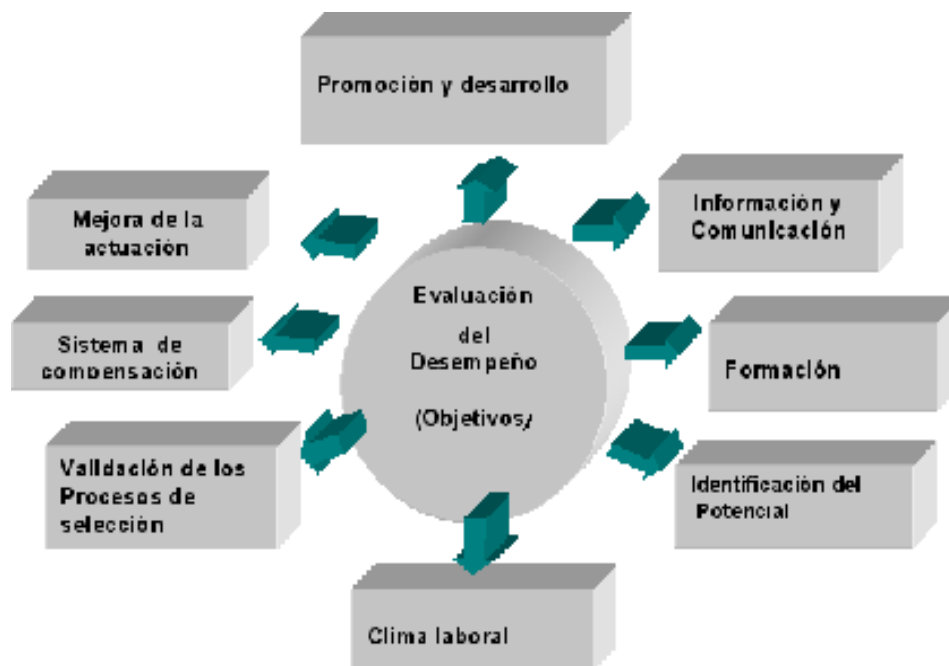 Promoción y desarrollo
Mejora de la
actuación
Información y
Comunicación
Evaluación
del
Desempeño
(Objetivos)
Sistema de
compensación
Formación
Validación de los
Procesos de
selección
Identificación del
Potencial
Clima laboral